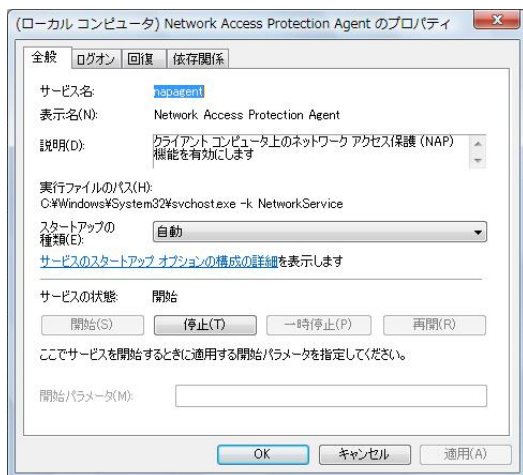 (ローカル コンピュータ) Network Access Protection Agent のプロパティ
全般 ログオン 回復 依存関係
サービス名: napagent
表示名(N): Network Access Protection Agent
説明(D): クライアント コンピュータ上のネットワーク アクセス保護 (NAP)
機能を有効にします
実行ファイルのパス(H):
C:¥Windows¥System32¥svchost.exe -k NetworkService
スタートアップの
種類(E): 自動
サービスのスタートアップ オプションの構成の詳細を表示します
サービスの状態: 開始
開始(S) 停止(T) 一時停止(P) 再開(R)
ここでサービスを開始するときに適用する開始パラメータを指定してください。
開始パラメータ(M):
OK キャンセル 適用(A)